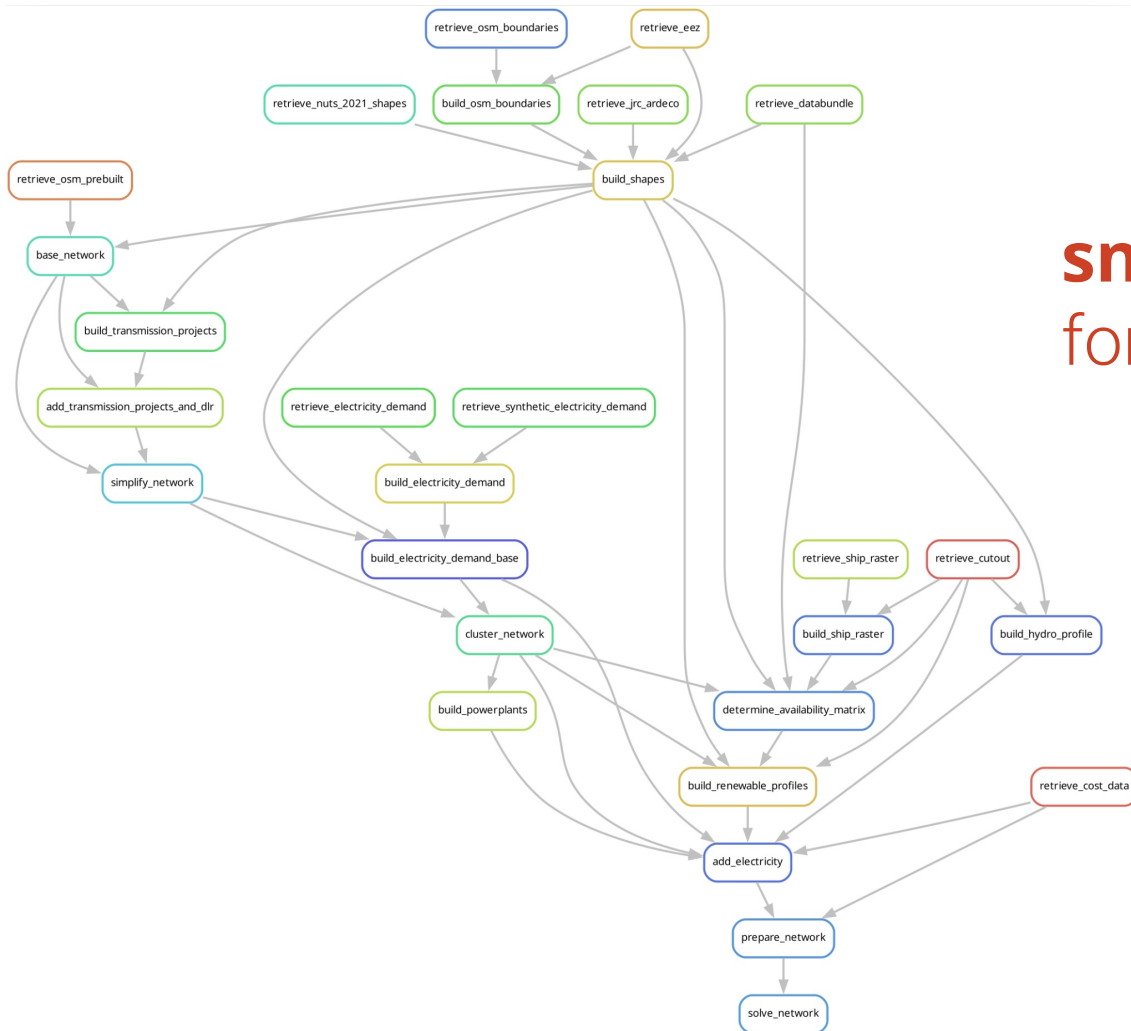 retrieve_osm_boundaries
retrieve_eez
retrieve_nuts_2021_shapes
build_osm_boundaries
retrieve_jrc_ardeco
retrieve_databundle
retrieve_osm_prebuilt
build_shapes
base_network
build_transmission_projects
add_transmission_projects_and_dlr
retrieve_electricity_demand
retrieve_synthetic_electricity_demand
simplify_network
build_electricity_demand
build_electricity_demand_base
retrieve_ship_raster
retrieve_cutout
cluster_network
build_ship_raster
build_hydro_profile
build_powerplants
determine_availability_matrix
build_renewable_profiles
retrieve_cost_data
add_electricity
prepare_network
solve_network